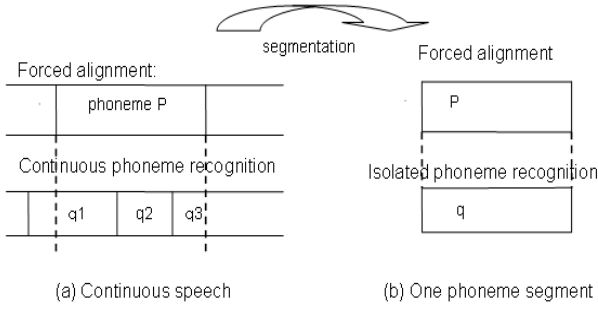 segmentation
Forced alignment:
phoneme P
Continuous phoneme recognition
q1 q2 q3
(a) Continuous speech
Forced alignment
P
Isolated phoneme recognition
q
(b) One phoneme segment